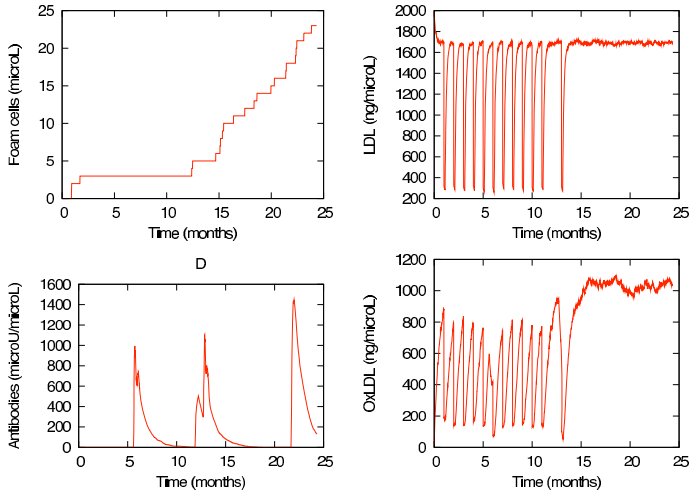 Foam cells (microL)
25
20
15
10
5
0
0 5 10 15 20 25
Time (months)
LDL (ng/microL)
2000
1800
1600
1400
1200
1000
800
600
400
200
0 5 10 15 20 25
Time (months)
D
Antibodies (microU/microL)
1600
1400
1200
1000
800
600
400
200
0
0 5 10 15 20 25
Time (months)
OxLDL (ng/microL)
1200
1000
800
600
400
200
0
0 5 10 15 20 25
Time (months)